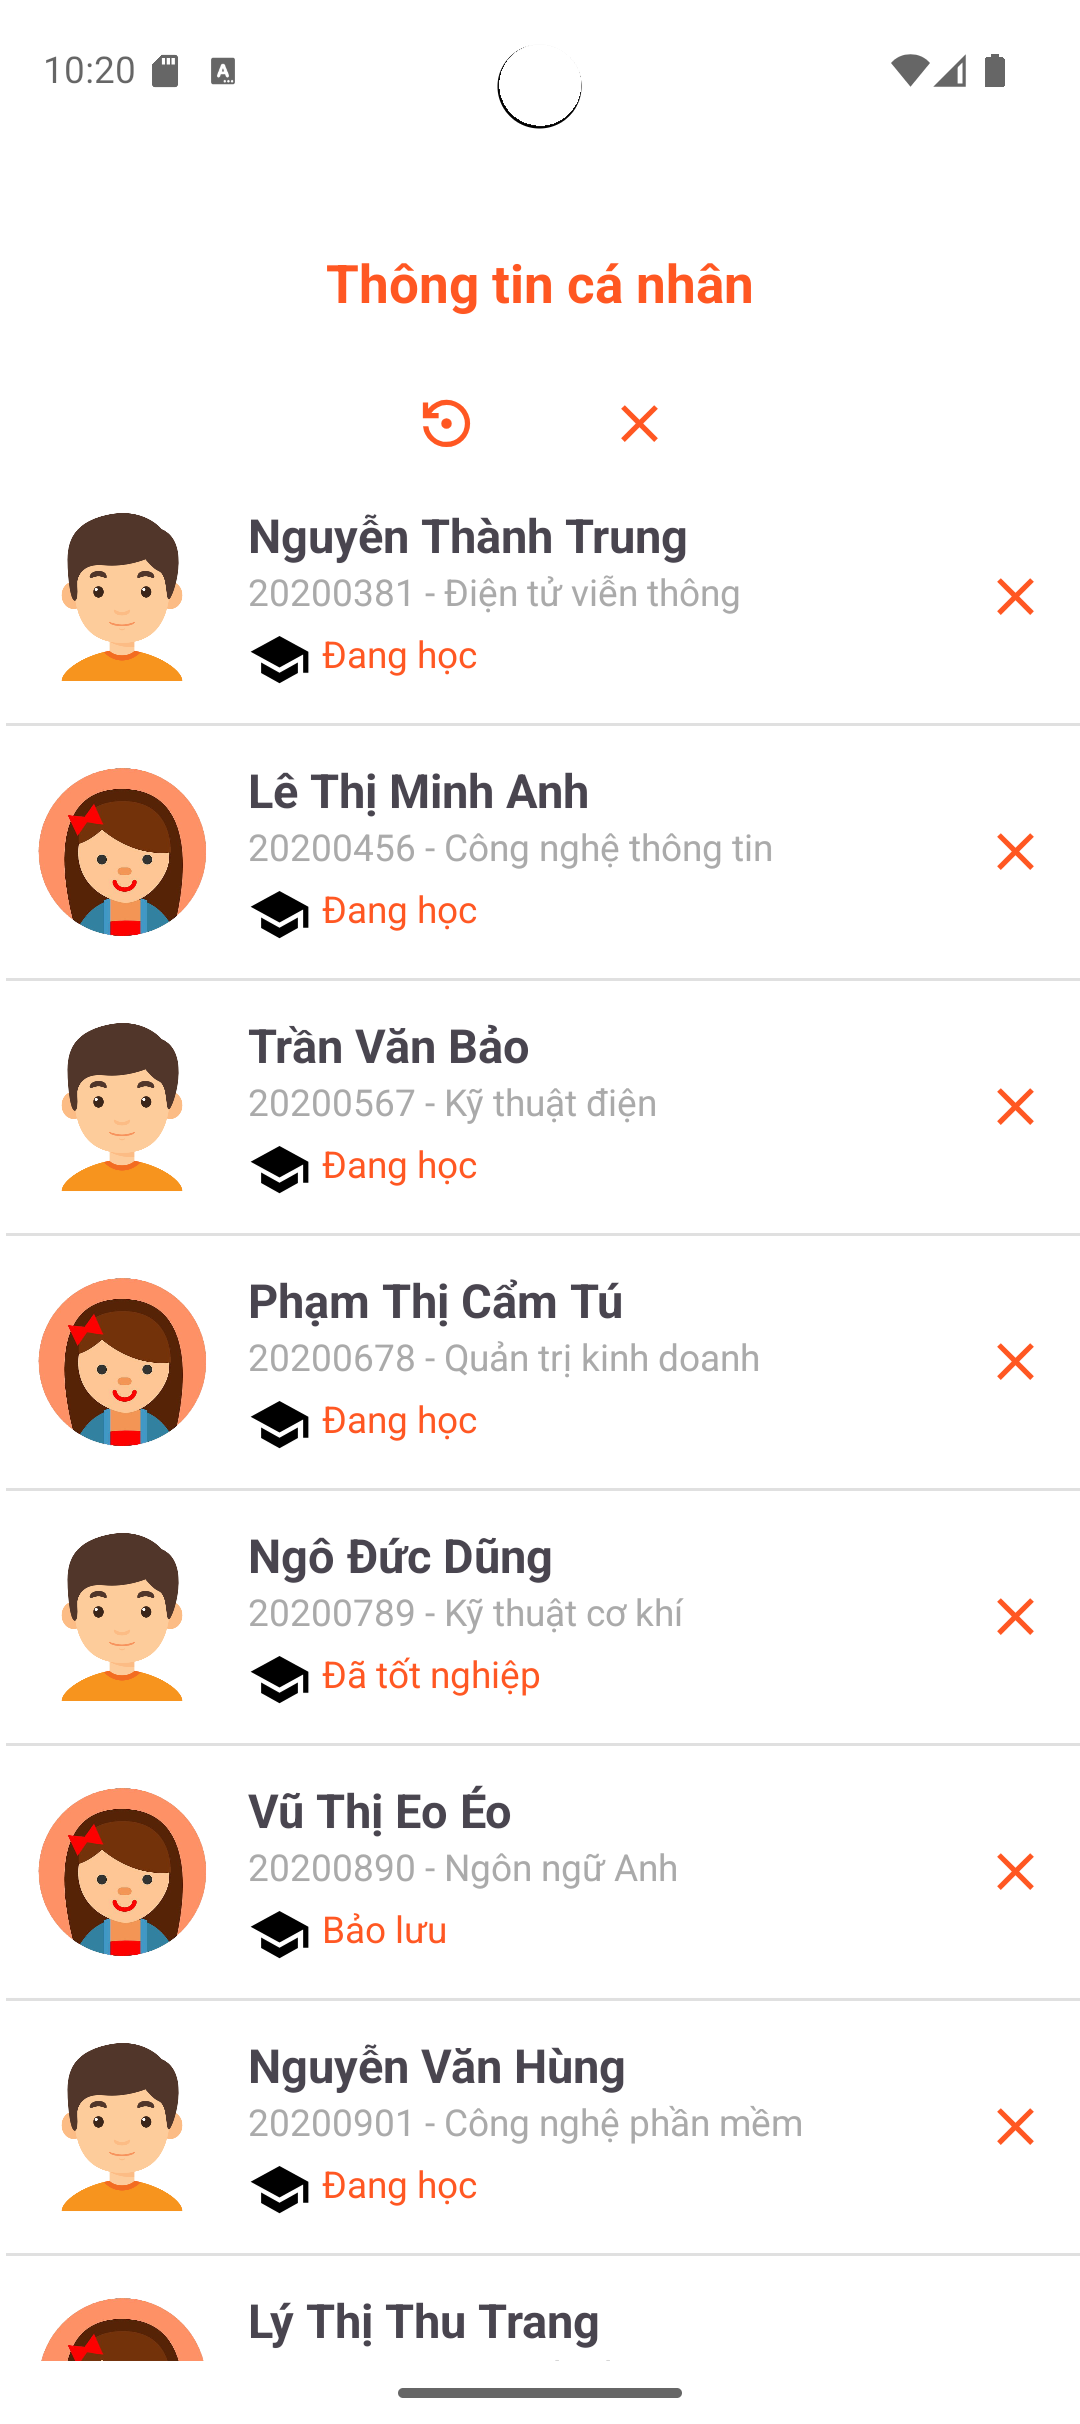 10:20
Thông tin cá nhân
Nguyễn Thành Trung
20200381 - Điện tử viễn thông
Đang học
Lê Thị Minh Anh
20200456 - Công nghệ thông tin
Đang học
Trần Văn Bảo
20200567 - Kỹ thuật điện
Đang học
Phạm Thị Cẩm Tú
20200678 - Quản trị kinh doanh
Đang học
Ngô Đức Dũng
20200789 - Kỹ thuật cơ khí
Đã tốt nghiệp
Vũ Thị Eo Éo
20200890 - Ngôn ngữ Anh
Bảo lưu
Nguyễn Văn Hùng
20200901 - Công nghệ phần mềm
Đang học
Lý Thị Thu Trang